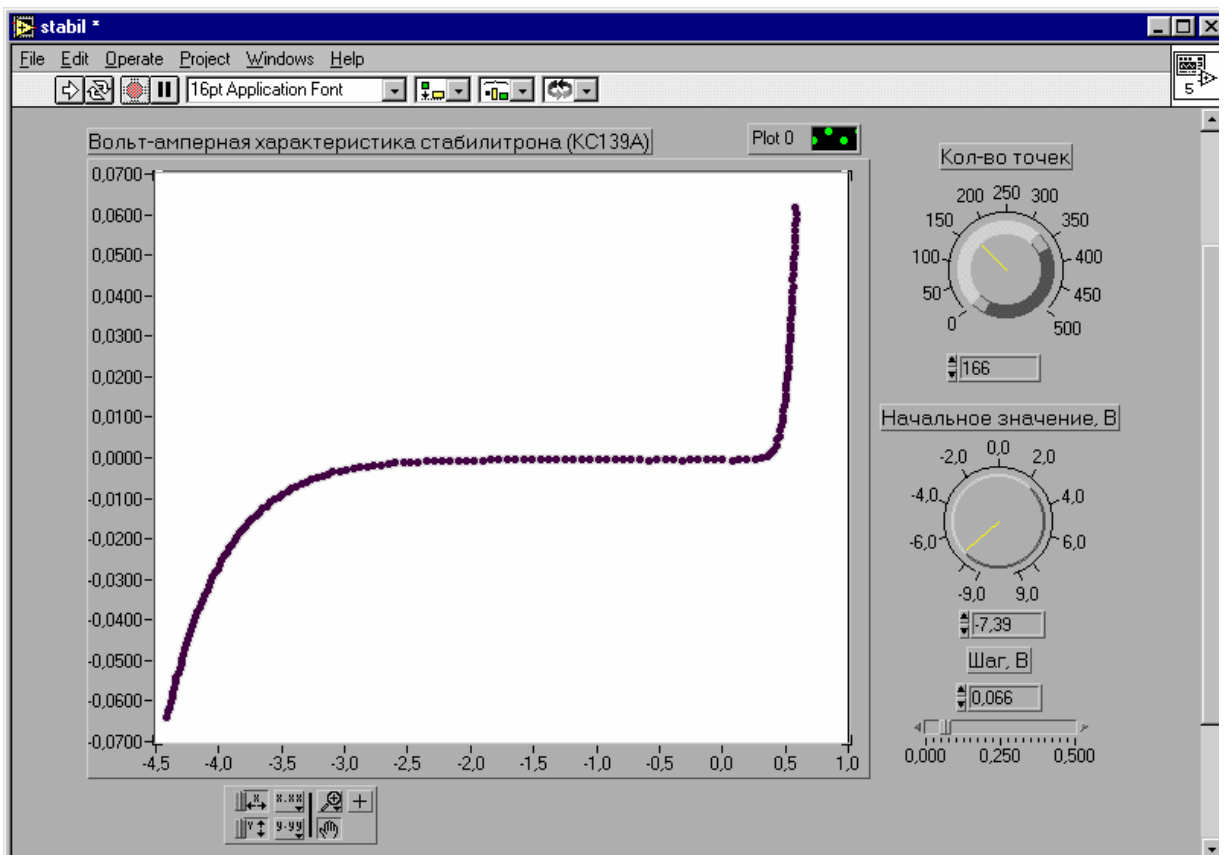 stabil *
File Edit Operate Project Windows Help
16pt Application Font
5
Вольт-амперная характеристика стабилитрона (КС139А)
Plot 0
0,0700
0,0600
0,0500
0,0400
0,0300
0,0200
0,0100
0,0000
-0,0100
-0,0200
-0,0300
-0,0400
-0,0500
-0,0600
-0,0700
-4,5 -4,0 -3,5 -3,0 -2,5 -2,0 -1,5 -1,0 -0,5 0,0 0,5 1,0
x.xx
y.yy
Кол-во точек
0 50 100 150 200 250 300 350 400 450 500
166
Начальное значение, В
-9,0 -6,0 -4,0 -2,0 0,0 2,0 4,0 6,0 9,0
-7,39
Шаг, В
0,066
0,000 0,250 0,500